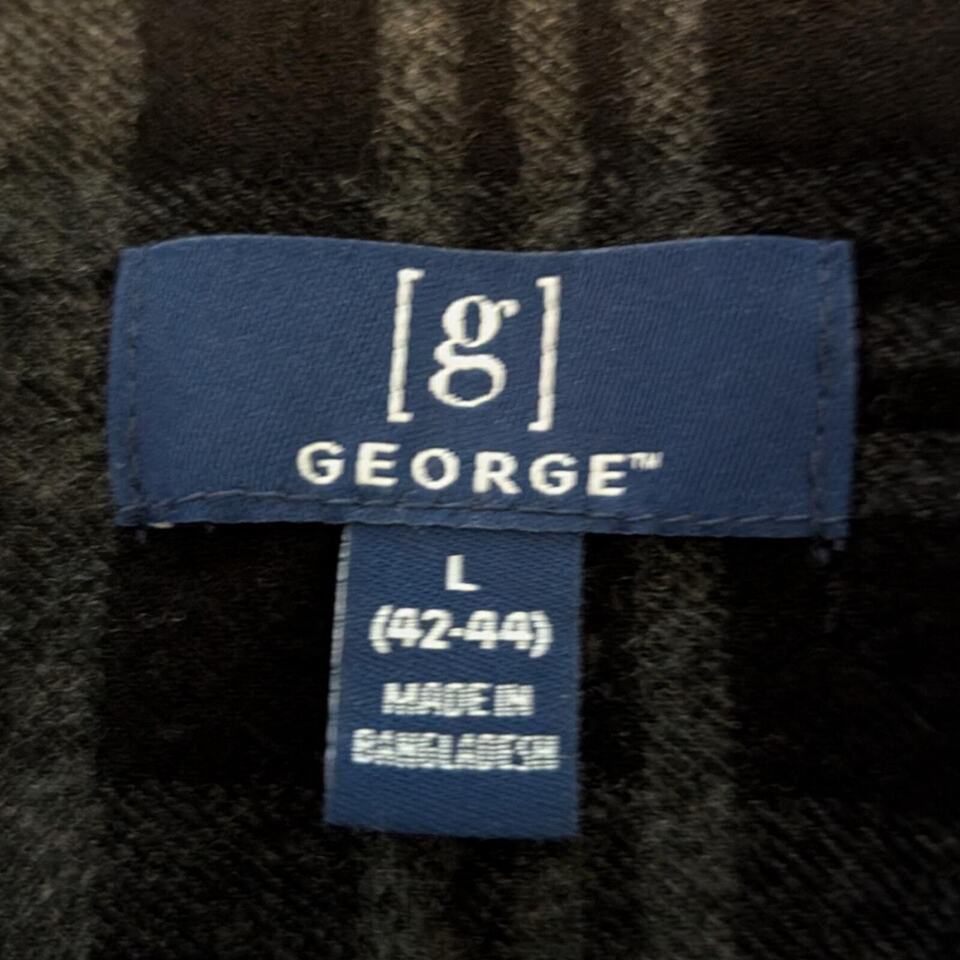 [g]
GEORGE™
L
(42-44)
MADE IN
BANGLADESH